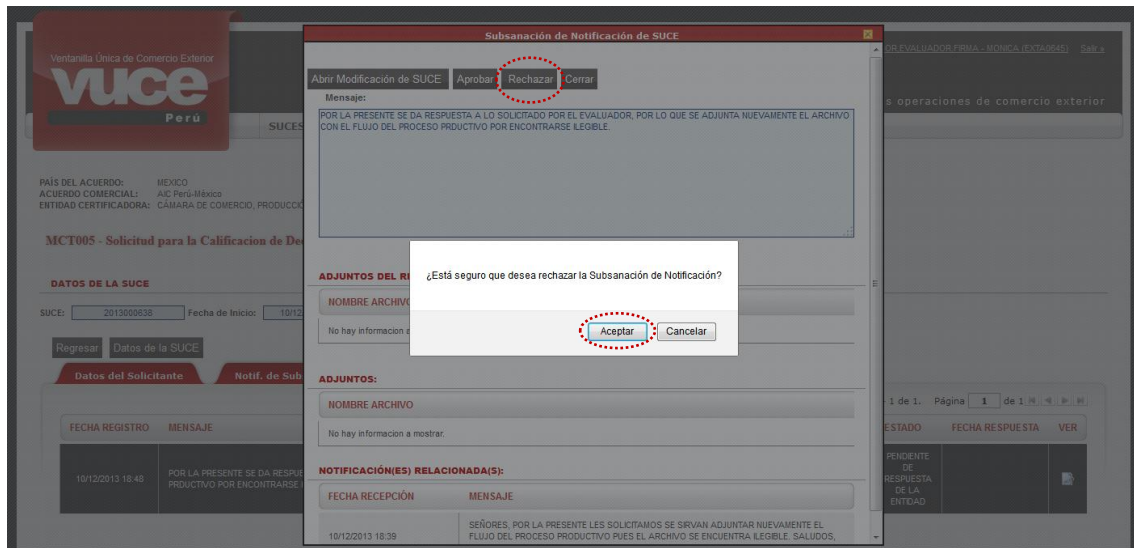 Subsanación de Notificación de SUCE
Ventanilla Única de Comercio Exterior
OR.EVALUADOR.FIRMA - MONICA (EXTA0645) Salir »
vuce
Perú
s operaciones de comercio exterior
SUCES
Abrir Modificación de SUCE Aprobar Rechazar Cerrar
Mensaje:
POR LA PRESENTE SE DA RESPUESTA A LO SOLICITADO POR EL EVALUADOR, POR LO QUE SE ADJUNTA NUEVAMENTE EL ARCHIVO
CON EL FLUJO DEL PROCESO PRDUCTIVO POR ENCONTRARSE ILEGIBLE.
PAÍS DEL ACUERDO: MEXICO
ACUERDO COMERCIAL: AIC Perú-México
ENTIDAD CERTIFICADORA: CÁMARA DE COMERCIO, PRODUCCIÓ
MCT005 - Solicitud para la Calificacion de De
¿Está seguro que desea rechazar la Subsanación de Notificación?
Aceptar Cancelar
DATOS DE LA SUCE
SUCE: 2013000638 Fecha de Inicio: 10/12
Regresar Datos de la SUCE
Datos del Solicitante Notif. de Sub
ADJUNTOS DEL RE
NOMBRE ARCHIVO
No hay informacion a
ADJUNTOS:
NOMBRE ARCHIVO
No hay informacion a mostrar.
1 de 1. Página 1 de 1
FECHA REGISTRO MENSAJE ESTADO FECHA RESPUESTA VER
10/12/2013 18:48
POR LA PRESENTE SE DA RESPUE
PRDUCTIVO POR ENCONTRARSE I
PENDIENTE
DE
RESPUESTA
DE LA
ENTIDAD
NOTIFICACIÓN(ES) RELACIONADA(S):
FECHA RECEPCIÓN MENSAJE
10/12/2013 18:39
SEÑORES, POR LA PRESENTE LES SOLICITAMOS SE SIRVAN ADJUNTAR NUEVAMENTE EL
FLUJO DEL PROCESO PRODUCTIVO PUES EL ARCHIVO SE ENCUENTRA ILEGIBLE. SALUDOS,